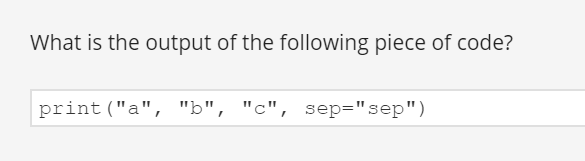 What is the output of the following piece of code?
print("a", "b", "c", sep="sep")